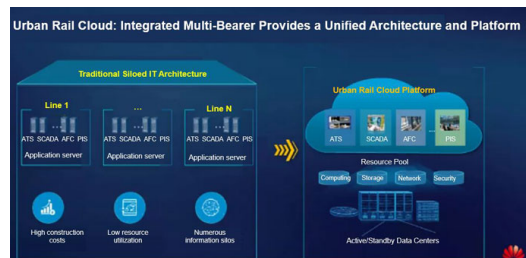 Urban Rail Cloud: Integrated Multi-Bearer Provides a Unified Architecture and Platform
Traditional Siloed IT Architecture
Line 1
...
Line N
ATS SCADA AFC PIS
ATS SCADA AFC PIS
ATS SCADA AFC PIS
Application server
Application server
Application server
High construction costs
Low resource utilization
Numerous information silos
Urban Rail Cloud Platform
ATS
SCADA
AFC
...
PIS
Resource Pool
Computing
Storage
Network
Security
Active/Standby Data Centers